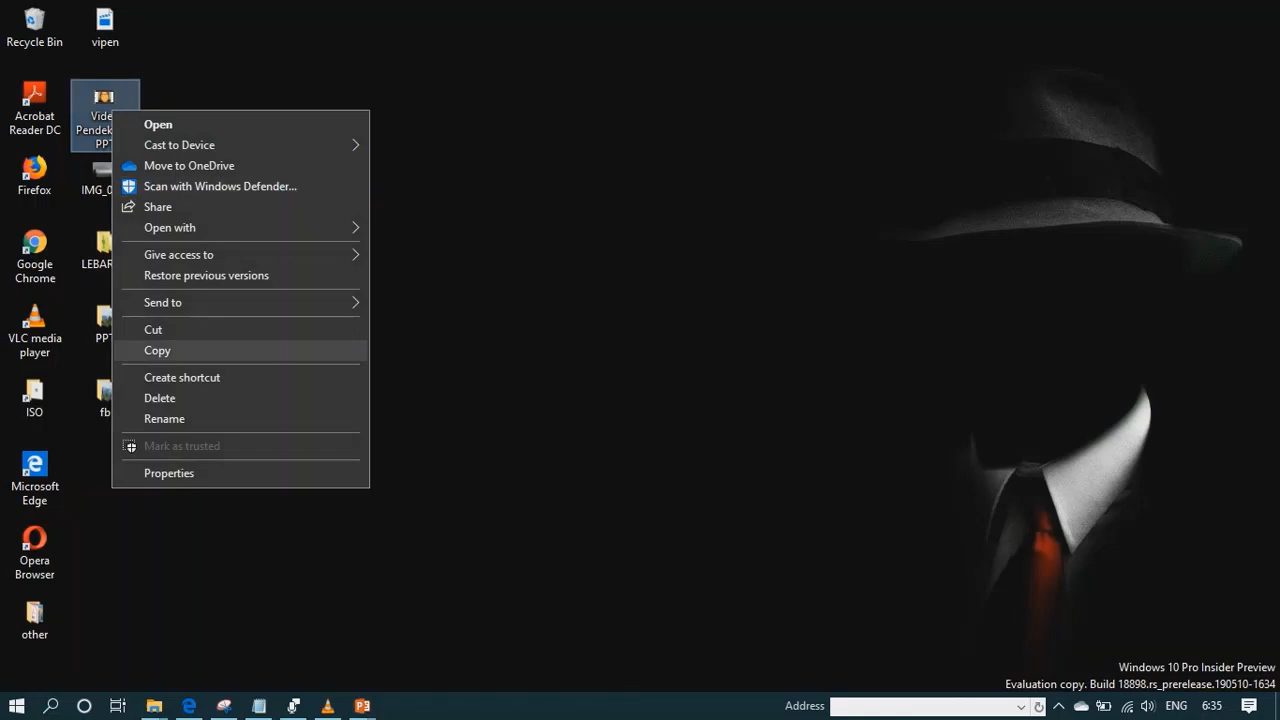 Recycle Bin
vipen
Acrobat
Reader DC
Firefox
Google
Chrome
VLC media
player
ISO
Microsoft
Edge
Opera
Browser
other
Open
Cast to Device
Move to OneDrive
Scan with Windows Defender...
Share
Open with
Give access to
Restore previous versions
Send to
Cut
Copy
Create shortcut
Delete
Rename
Mark as trusted
Properties
Windows 10 Pro Insider Preview
Evaluation copy. Build 18898.rs_prerelease.190510-1634
Address
ENG
6:35